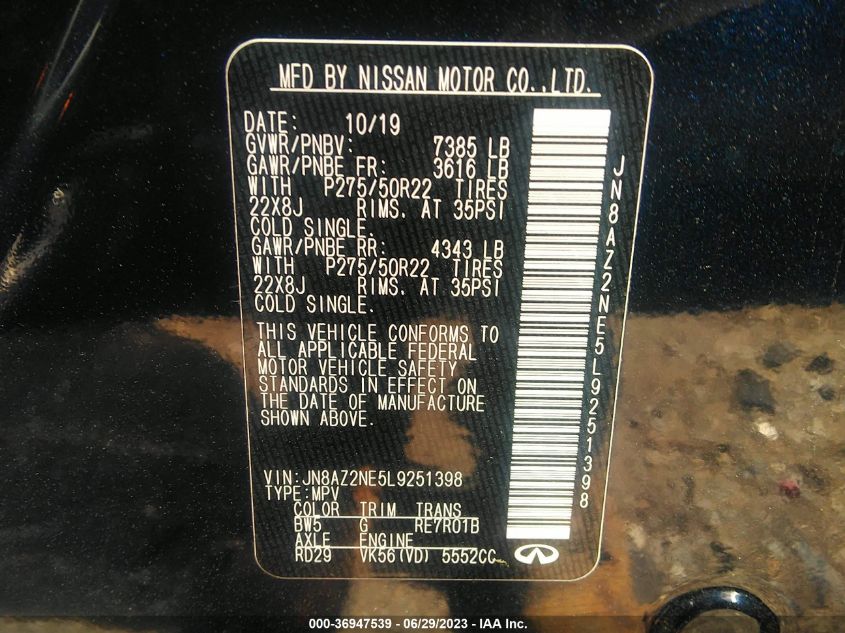 MFD BY NISSAN MOTOR CO.,LTD.
DATE: 10/19
GVWR/PNBV: 7385 LB
GAWR/PNBE FR: 3616 LB
WITH P275/50R22 TIRES
22X8J RIMS. AT 35PSI
COLD SINGLE.
GAWR/PNBE RR: 4343 LB
WITH P275/50R22 TIRES
22X8J RIMS. AT 35PSI
COLD SINGLE.
THIS VEHICLE CONFORMS TO
ALL APPLICABLE FEDERAL
MOTOR VEHICLE SAFETY
STANDARDS IN EFFECT ON
THE DATE OF MANUFACTURE
SHOWN ABOVE.
JN8AZ2NE5L9251398
VIN:JN8AZ2NE5L9251398
TYPE:MPV
COLOR TRIM TRANS
BW5 G RE7R01B
AXLE ENGINE
RD29 VK56(VD) 5552CC
000-36947539 - 06/29/2023 - IAA Inc.